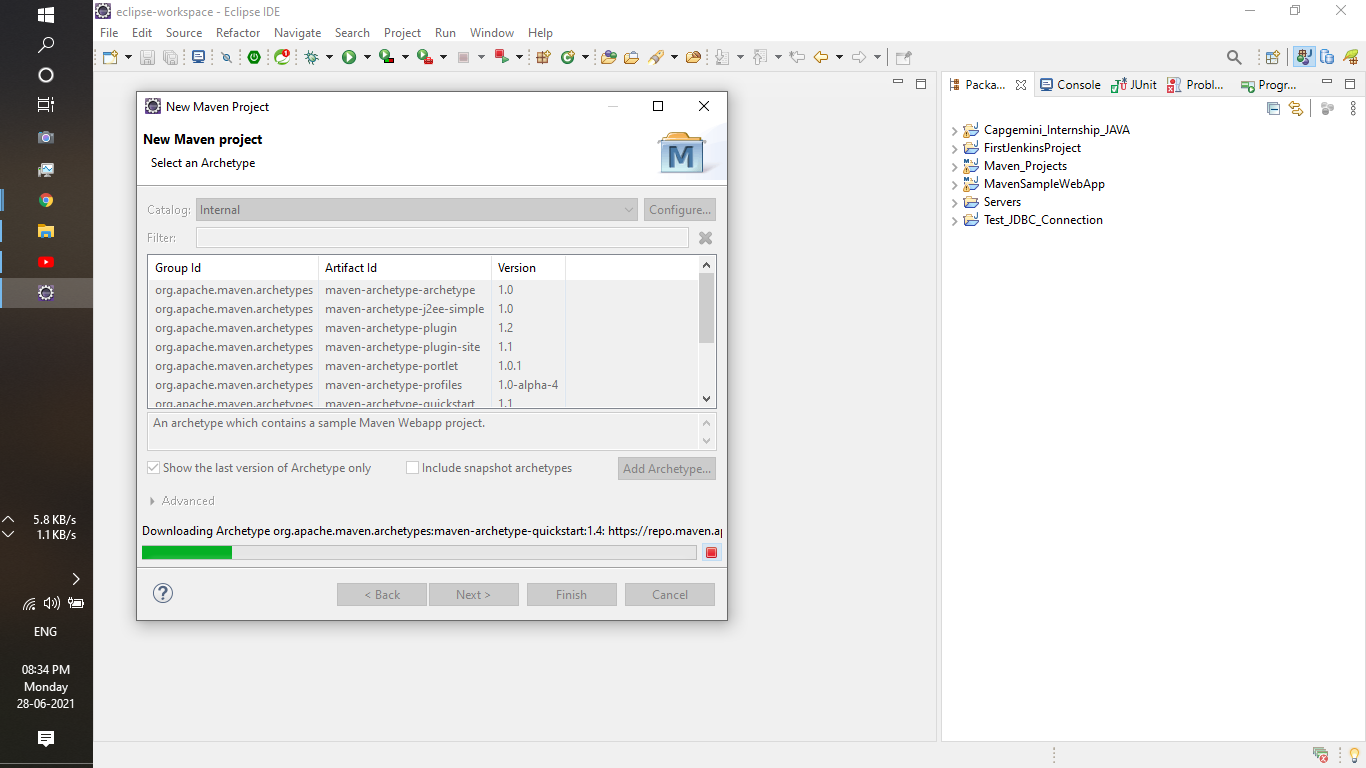 eclipse-workspace - Eclipse IDE
File Edit Source Refactor Navigate Search Project Run Window Help
New Maven Project
New Maven project
Select an Archetype
M
Catalog: Internal Configure...
Filter:
Group Id Artifact Id Version
org.apache.maven.archetypes maven-archetype-archetype 1.0
org.apache.maven.archetypes maven-archetype-j2ee-simple 1.0
org.apache.maven.archetypes maven-archetype-plugin 1.2
org.apache.maven.archetypes maven-archetype-plugin-site 1.1
org.apache.maven.archetypes maven-archetype-portlet 1.0.1
org.apache.maven.archetypes maven-archetype-profiles 1.0-alpha-4
org.apache.maven.archetypes maven-archetype-quickstart 1.1
An archetype which contains a sample Maven Webapp project.
Show the last version of Archetype only Include snapshot archetypes Add Archetype...
Advanced
Downloading Archetype org.apache.maven.archetypes:maven-archetype-quickstart:1.4: https://repo.maven.ap
< Back Next > Finish Cancel
Packa... Console JUnit Probl... Progr...
Capgemini_Internship_JAVA
FirstJenkinsProject
Maven_Projects
MavenSampleWebApp
Servers
Test_JDBC_Connection
5.8 KB/s
1.1 KB/s
ENG
08:34 PM
Monday
28-06-2021